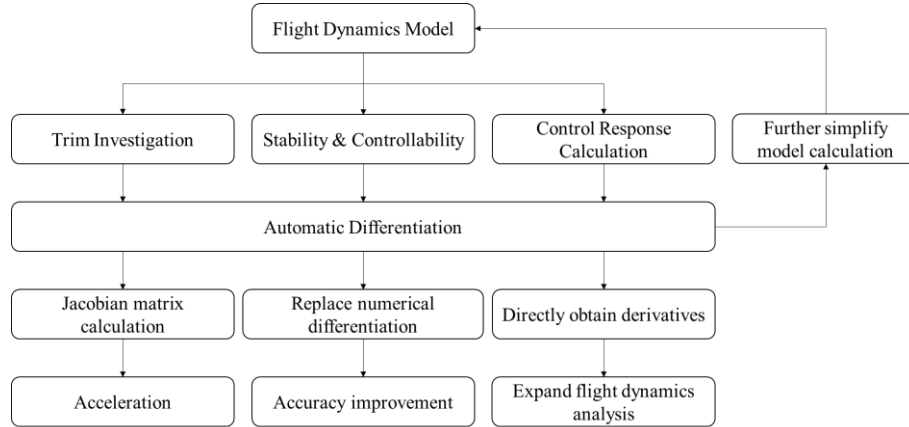 Flight Dynamics Model
Trim Investigation
Stability & Controllability
Control Response
Calculation
Further simplify
model calculation
Automatic Differentiation
Jacobian matrix
calculation
Replace numerical
differentiation
Directly obtain derivatives
Acceleration
Accuracy improvement
Expand flight dynamics
analysis